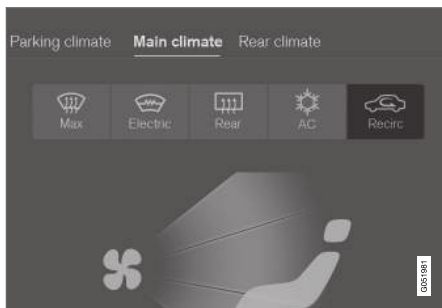 Parking climate Main climate Rear climate
Max Electric Rear AC Recirc
G051981